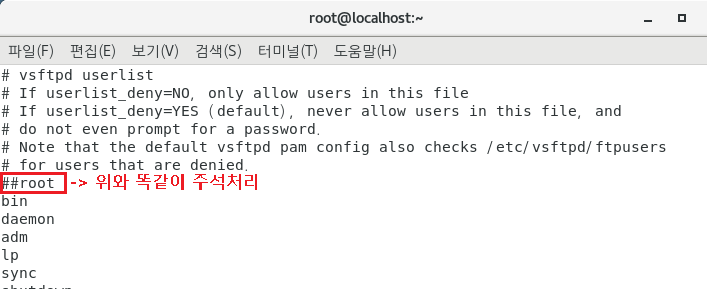 root@localhost:~
파일(F) 편집(E) 보기(V) 검색(S) 터미널(T) 도움말(H)
# vsftpd userlist
# If userlist_deny=NO, only allow users in this file
# If userlist_deny=YES (default), never allow users in this file, and
# do not even prompt for a password.
# Note that the default vsftpd pam config also checks /etc/vsftpd/ftpusers
# for users that are denied.
##root -> 위와 똑같이 주석처리
bin
daemon
adm
lp
sync